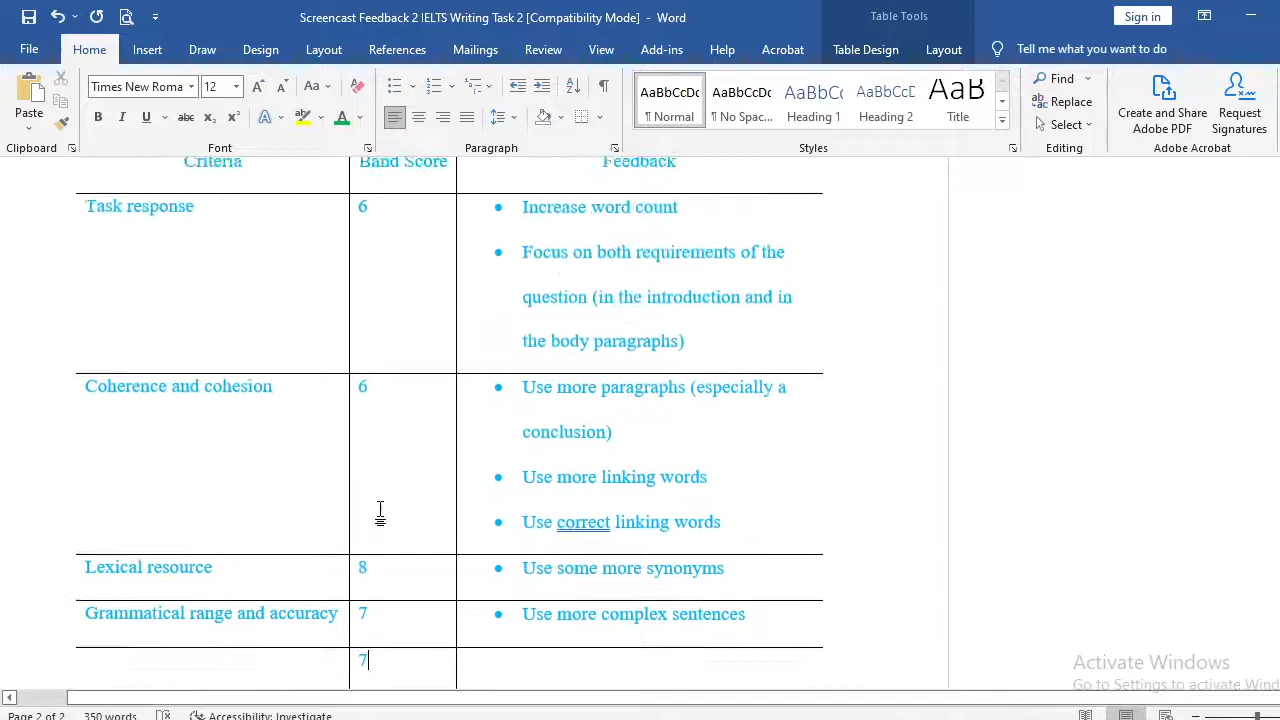 Screencast Feedback 2 IELTS Writing Task 2 [Compatibility Mode] - Word
Table Tools
Sign in
File Home Insert Draw Design Layout References Mailings Review View Add-ins Help Acrobat Table Design Layout Tell me what you want to do
Paste
Times New Roma 12 Aa
B I U abc x2 x2 A A
AaBbCcDc AaBbCcDc AaBbCc AaBbCcD AaB
¶ Normal ¶ No Spac... Heading 1 Heading 2 Title
Find
Replace
Select
Create and Share
Adobe PDF
Request
Signatures
Clipboard Font Paragraph Styles Editing Adobe Acrobat
Criteria Band Score Feedback
Task response 6 • Increase word count
• Focus on both requirements of the
question (in the introduction and in
the body paragraphs)
Coherence and cohesion 6 • Use more paragraphs (especially a
conclusion)
• Use more linking words
• Use correct linking words
Lexical resource 8 • Use some more synonyms
Grammatical range and accuracy 7 • Use more complex sentences
7
Activate Windows
Go to Settings to activate Wind
Page 2 of 2 350 words Accessibility: Investigate